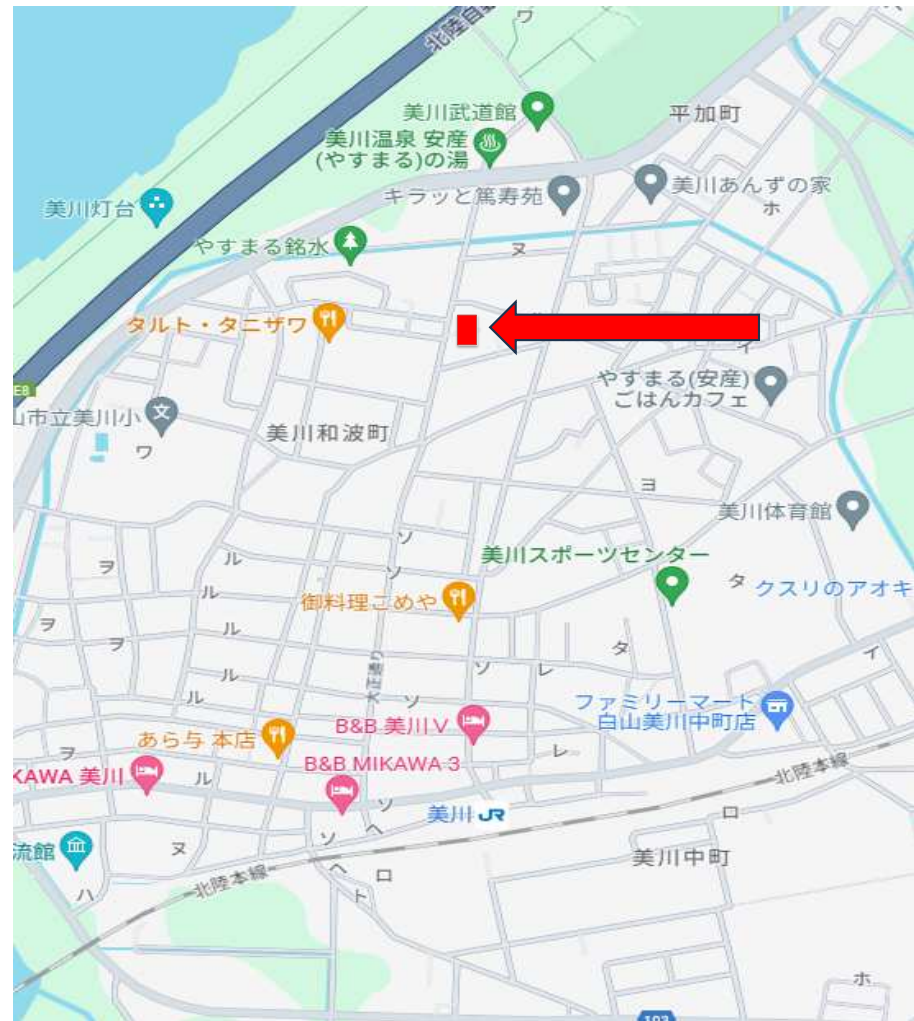 北陸自
ワ
美川武道館
平加町
美川温泉 安産
(やすまる)の湯
キラッと篤寿苑
美川あんずの家
ホ
美川灯台
やすまる銘水
ヌ
タルト・タニザワ
イ
やすまる(安産)
ごはんカフェ
E8
山市立美川小
ワ
美川和波町
ヨ
美川体育館
ソ
ソ
美川スポーツセンター
タ
クスリのアオキ
ヲ
ル
ル
御料理こめや
ヲ
ヲ
ル
タ
イ
ル
大正通り
ソ
レ
ル
ソ
ファミリーマート
白山美川中町店
B&B 美川 V
あら与 本店
ヲ
レ
B&B MIKAWA 3
KAWA 美川
ル
北陸本線
ソ
美川 JR
ロ
ヘ
流館
ヌ
ソ
美川中町
ヘ
ロ
北陸本線
ハ
ト
ホ
103